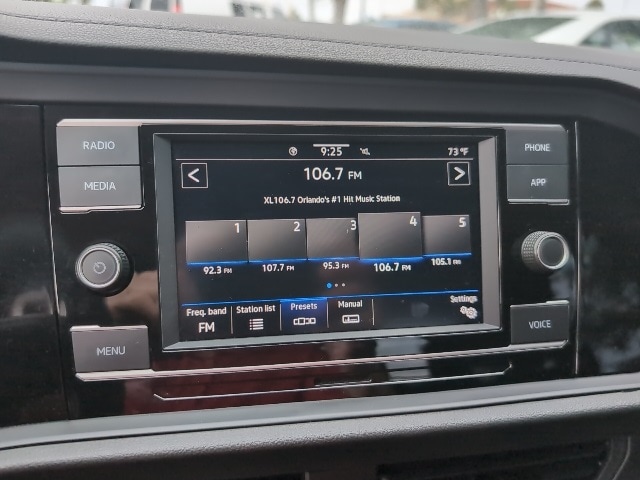 RADIO
MEDIA
MENU
PHONE
APP
VOICE
9:25
73 °F
106.7 FM
XL106.7 Orlando's #1 Hit Music Station
1 2 3 4 5
92.3 FM 107.7 FM 95.3 FM 106.7 FM 105.1 FM
Freq. band Station list Presets Manual Settings
FM